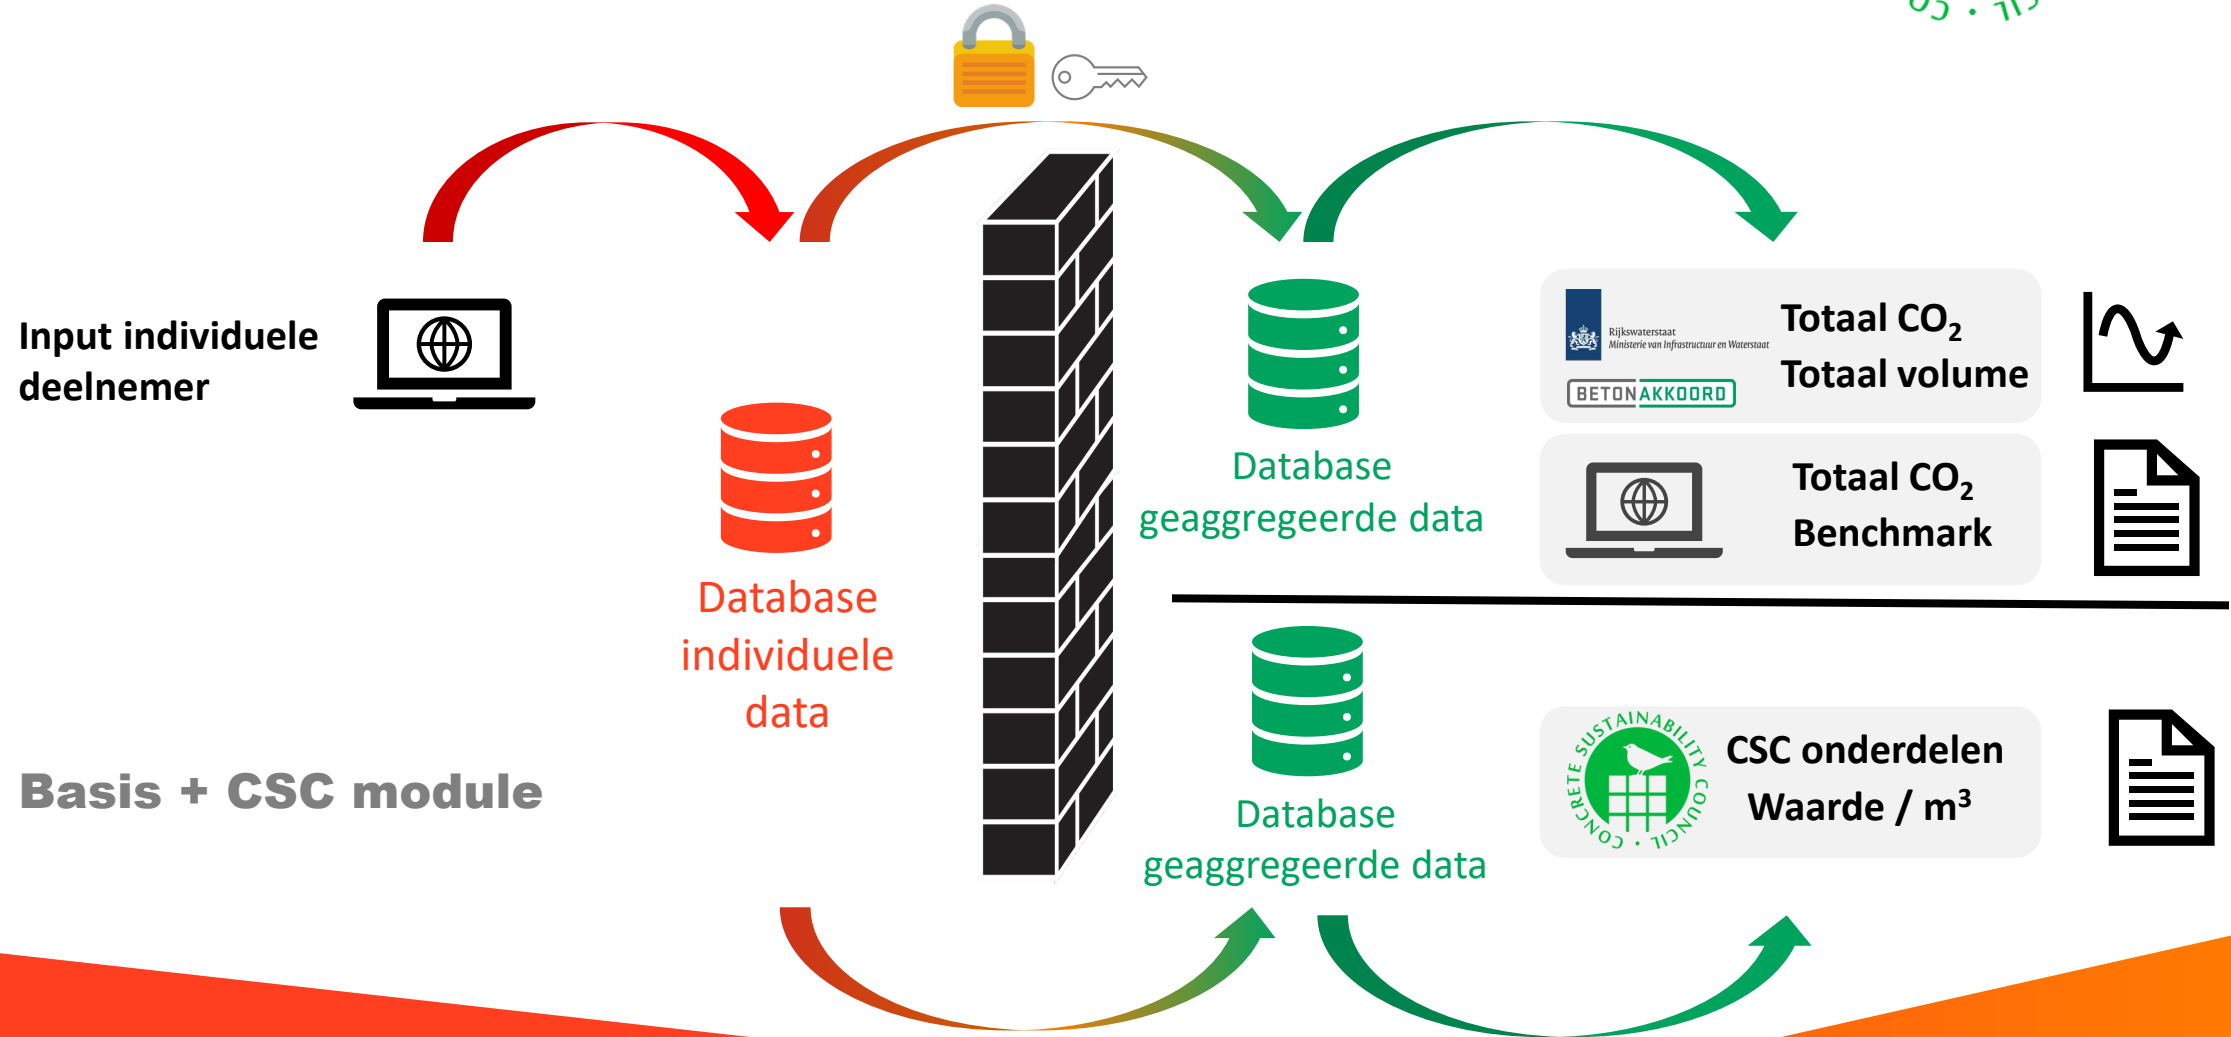 Input individuele
deelnemer
Database
individuele
data
Basis + CSC module
Database
geaggregeerde data
Rijkswaterstaat
Ministerie van Infrastructuur en Waterstaat
BETONAKKOORD
Totaal CO₂
Totaal volume
Totaal CO₂
Benchmark
Database
geaggregeerde data
CONCRETE SUSTAINABILITY COUNCIL ·
CSC onderdelen
Waarde / m³